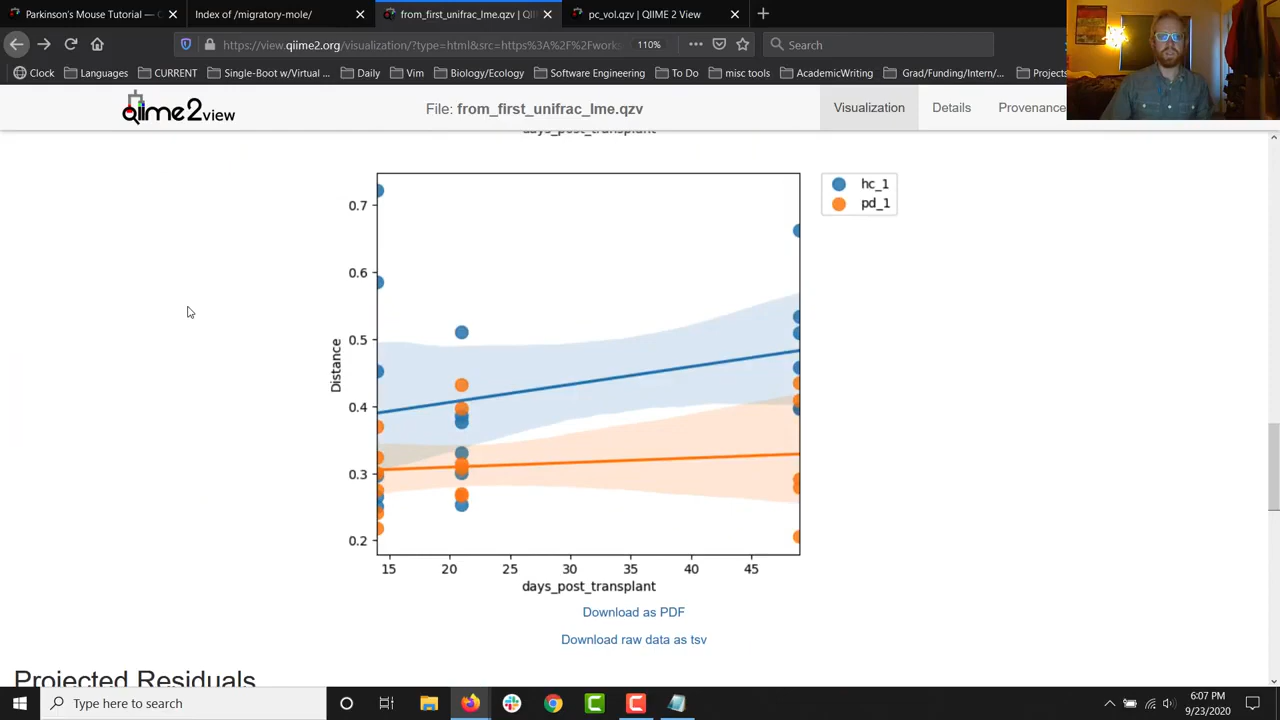 Parkinson's Mouse Tutorial — C
Index of /migratory-mole/
from_first_unifrac_lme.qzv | QI
pc_vol.qzv | QIIME 2 View
https://view.qiime2.org/visualization/?type=html&src=https%3A%2F%2Fworks
110%
Search
Clock
Languages
CURRENT
Single-Boot w/Virtual ...
Daily
Vim
Biology/Ecology
Software Engineering
To Do
misc tools
AcademicWriting
Grad/Funding/Intern/...
Projects
qiime2view
File: from_first_unifrac_lme.qzv
Visualization
Details
Provenance
days_post_transplant
hc_1
pd_1
0.7
0.6
0.5
0.4
0.3
0.2
Distance
15 20 25 30 35 40 45
days_post_transplant
Download as PDF
Download raw data as tsv
Projected Residuals
Type here to search
6:07 PM
9/23/2020